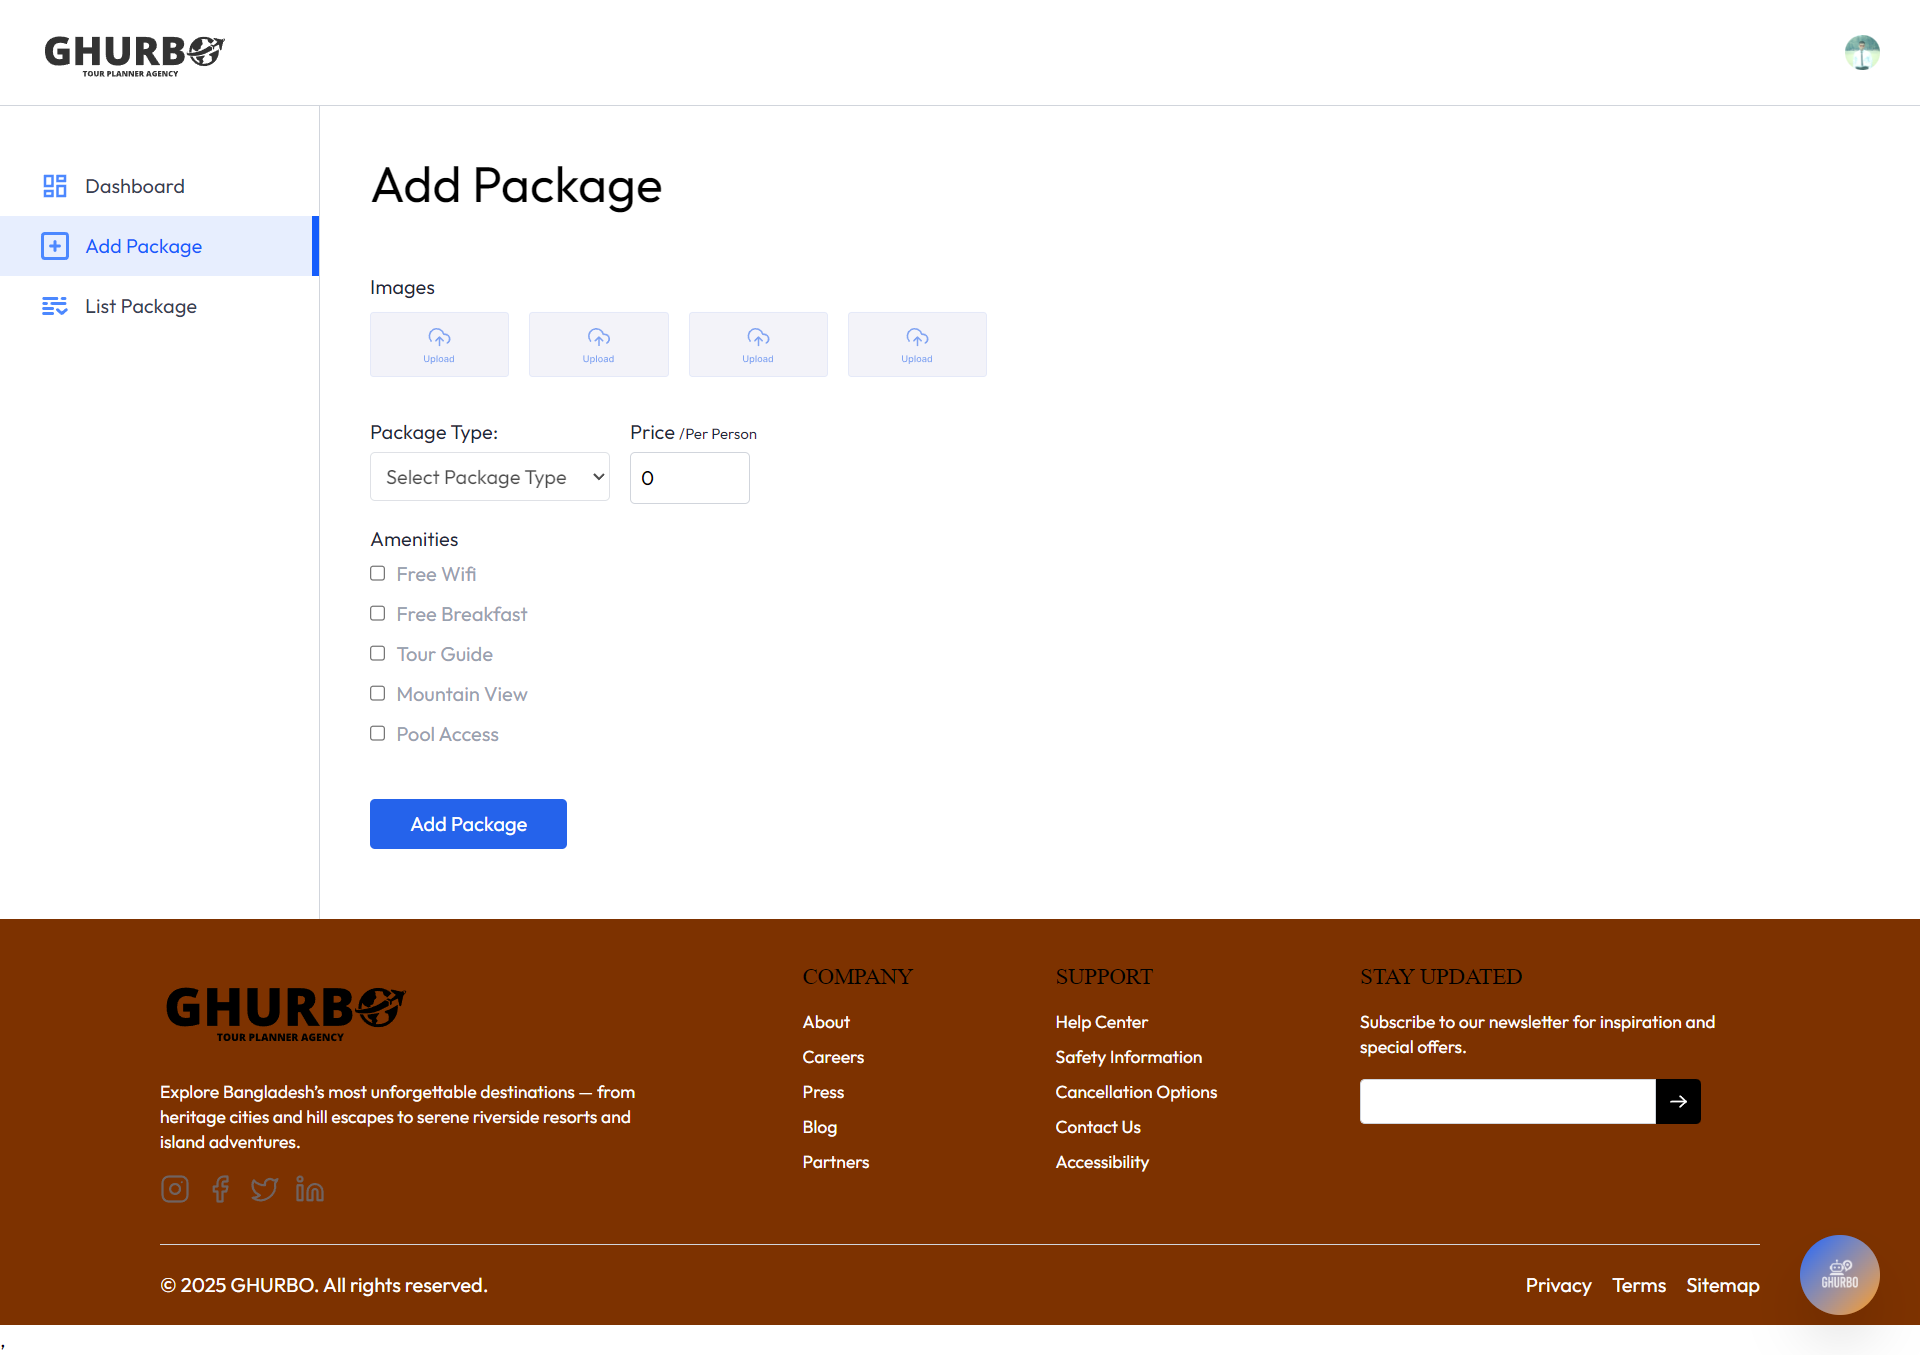 GHURBO
TOUR PLANNER AGENCY
Dashboard
Add Package
List Package
Add Package
Images
Upload
Upload
Upload
Upload
Package Type:
Price /Per Person
Select Package Type
0
Amenities
Free Wifi
Free Breakfast
Tour Guide
Mountain View
Pool Access
Add Package
GHURBO
TOUR PLANNER AGENCY
Explore Bangladesh’s most unforgettable destinations — from
heritage cities and hill escapes to serene riverside resorts and
island adventures.
COMPANY
About
Careers
Press
Blog
Partners
SUPPORT
Help Center
Safety Information
Cancellation Options
Contact Us
Accessibility
STAY UPDATED
Subscribe to our newsletter for inspiration and
special offers.
© 2025 GHURBO. All rights reserved.
Privacy
Terms
Sitemap
GHURBO
,